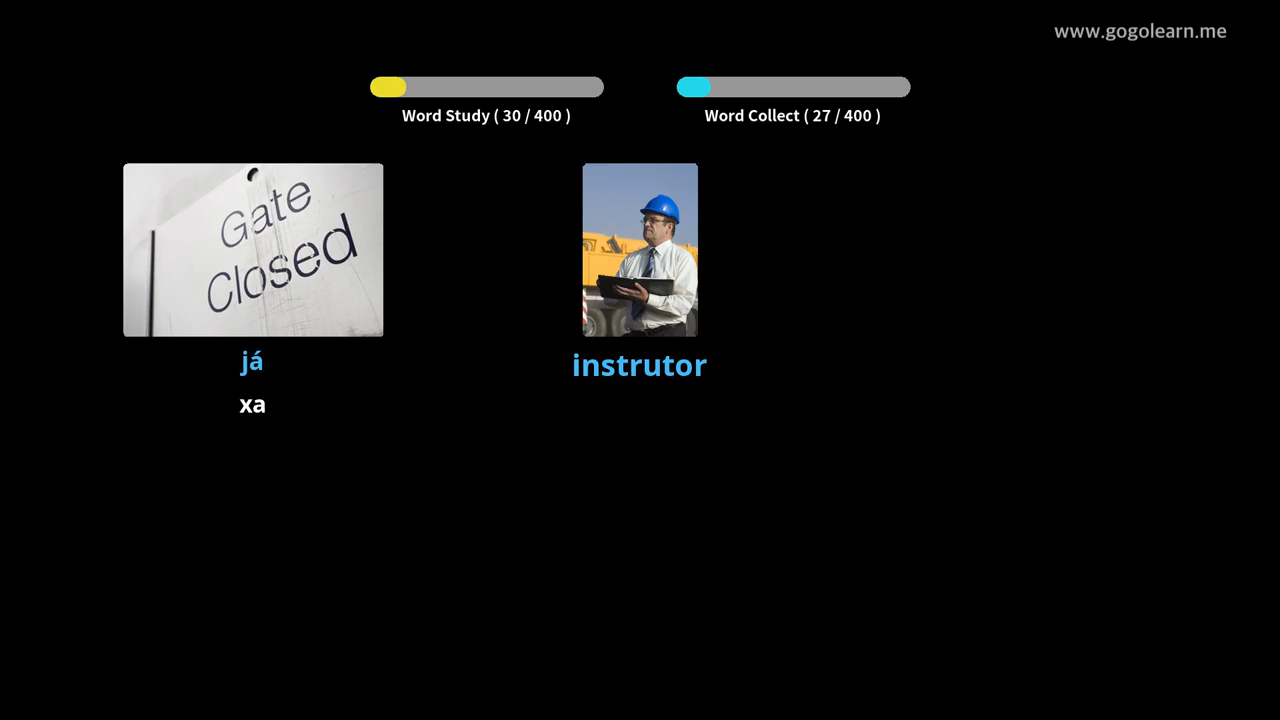 www.gogolearn.me
Word Study ( 30 / 400 )
Word Collect ( 27 / 400 )
Gate
Closed
já
xa
instrutor